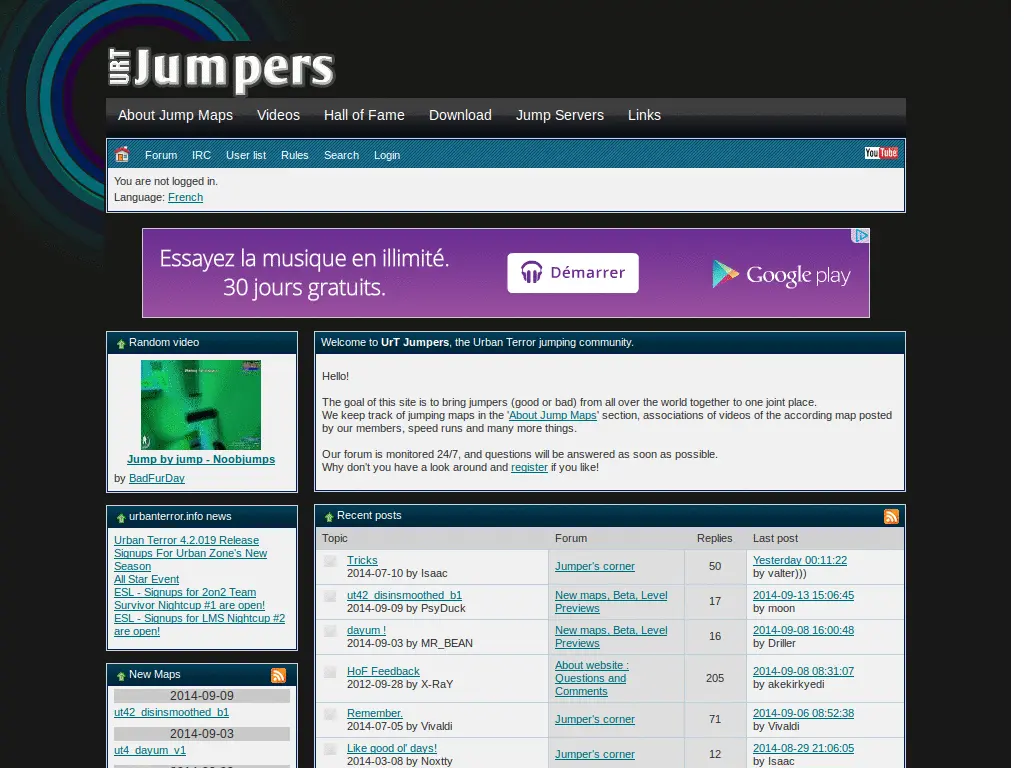 URT Jumpers
About Jump Maps Videos Hall of Fame Download Jump Servers Links
Forum IRC User list Rules Search Login You Tube
You are not logged in.
Language: French
Essayez la musique en illimité.
30 jours gratuits.
Démarrer
Google play
Random video
Jump by jump - Noobjumps
by BadFurDay
urbanterror.info news
Urban Terror 4.2.019 Release
Signups For Urban Zone's New
Season
All Star Event
ESL - Signups for 2on2 Team
Survivor Nightcup #1 are open!
ESL - Signups for LMS Nightcup #2
are open!
New Maps
2014-09-09
ut42_disinsmoothed_b1
2014-09-03
ut4_dayum_v1
Welcome to UrT Jumpers, the Urban Terror jumping community.
Hello!
The goal of this site is to bring jumpers (good or bad) from all over the world together to one joint place.
We keep track of jumping maps in the 'About Jump Maps' section, associations of videos of the according map posted
by our members, speed runs and many more things.
Our forum is monitored 24/7, and questions will be answered as soon as possible.
Why don't you have a look around and register if you like!
Recent posts
Topic Forum Replies Last post
Tricks
2014-07-10 by Isaac
Jumper's corner
50
Yesterday 00:11:22
by valter)))
ut42_disinsmoothed_b1
2014-09-09 by PsyDuck
New maps, Beta, Level
Previews
17
2014-09-13 15:06:45
by moon
dayum !
2014-09-03 by MR_BEAN
New maps, Beta, Level
Previews
16
2014-09-08 16:00:48
by Driller
HoF Feedback
2012-09-28 by X-RaY
About website :
Questions and
Comments
205
2014-09-08 08:31:07
by akekirkyedi
Remember.
2014-07-05 by Vivaldi
Jumper's corner
71
2014-09-06 08:52:38
by Vivaldi
Like good ol' days!
2014-03-08 by Noxtty
Jumper's corner
12
2014-08-29 21:06:05
by Isaac